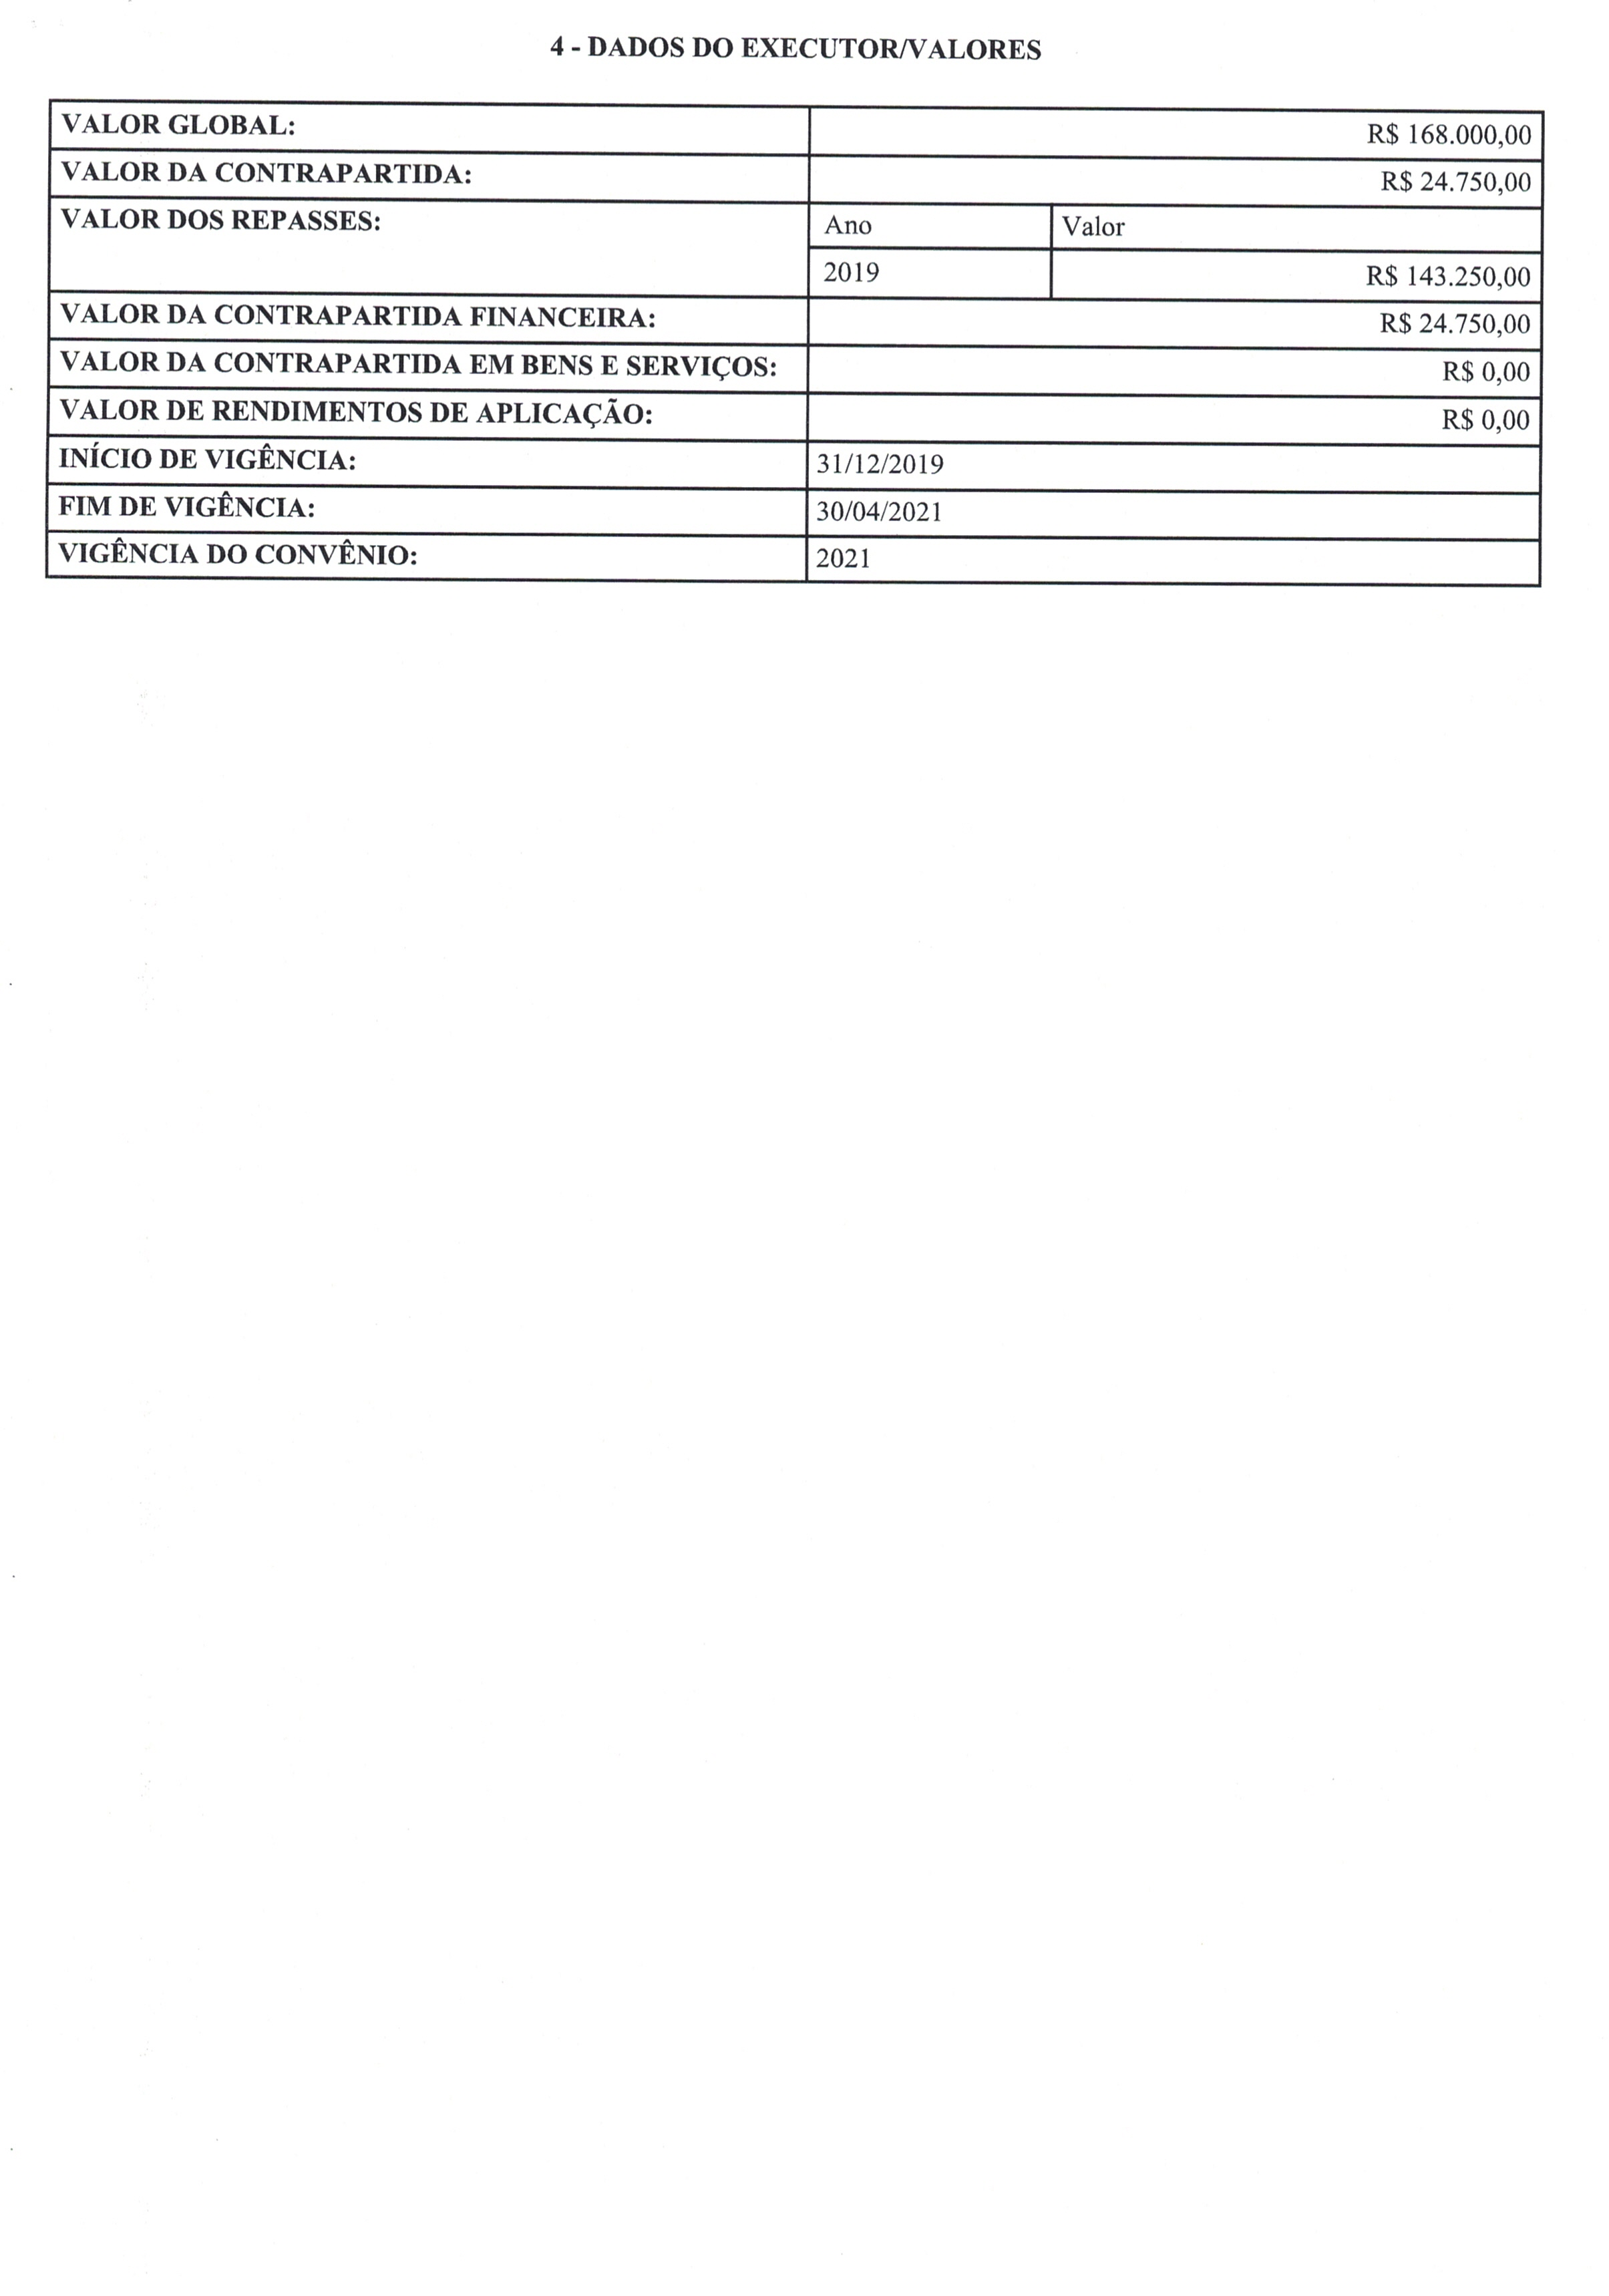 4 - DADOS DO EXECUTOR/VALORES
VALOR GLOBAL: R$ 168.000,00
VALOR DA CONTRAPARTIDA: R$ 24.750,00
VALOR DOS REPASSES: Ano Valor
2019 R$ 143.250,00
VALOR DA CONTRAPARTIDA FINANCEIRA: R$ 24.750,00
VALOR DA CONTRAPARTIDA EM BENS E SERVIÇOS: R$ 0,00
VALOR DE RENDIMENTOS DE APLICAÇÃO: R$ 0,00
INÍCIO DE VIGÊNCIA: 31/12/2019
FIM DE VIGÊNCIA: 30/04/2021
VIGÊNCIA DO CONVÊNIO: 2021